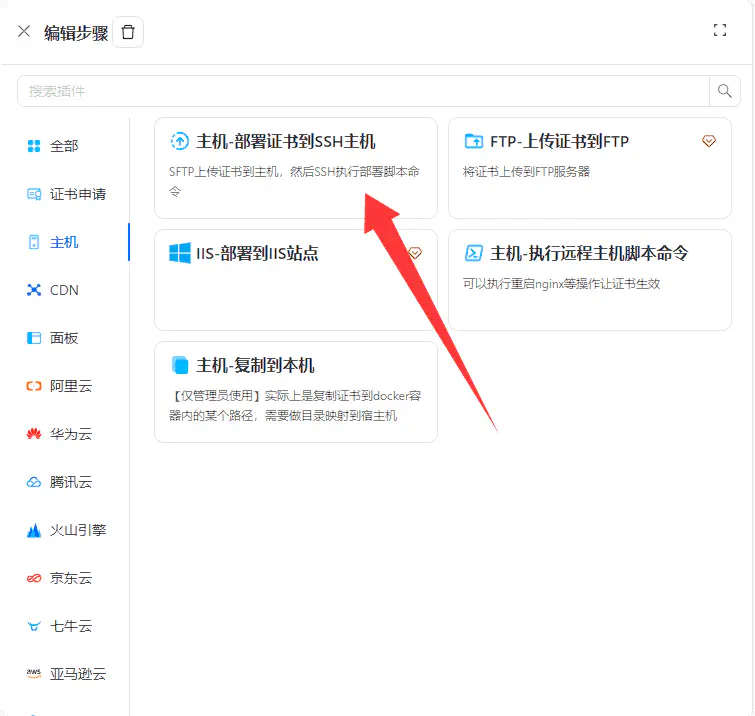 编辑步骤
搜索插件
全部
证书申请
主机
CDN
面板
阿里云
华为云
腾讯云
火山引擎
京东云
七牛云
aws
亚马逊云
主机-部署证书到SSH主机
SFTP上传证书到主机，然后SSH执行部署脚本命
令
FTP-上传证书到FTP
将证书上传到FTP服务器
IIS-部署到IIS站点
主机-执行远程主机脚本命令
可以执行重启nginx等操作让证书生效
主机-复制到本机
【仅管理员使用】实际上是复制证书到docker容
器内的某个路径，需要做目录映射到宿主机